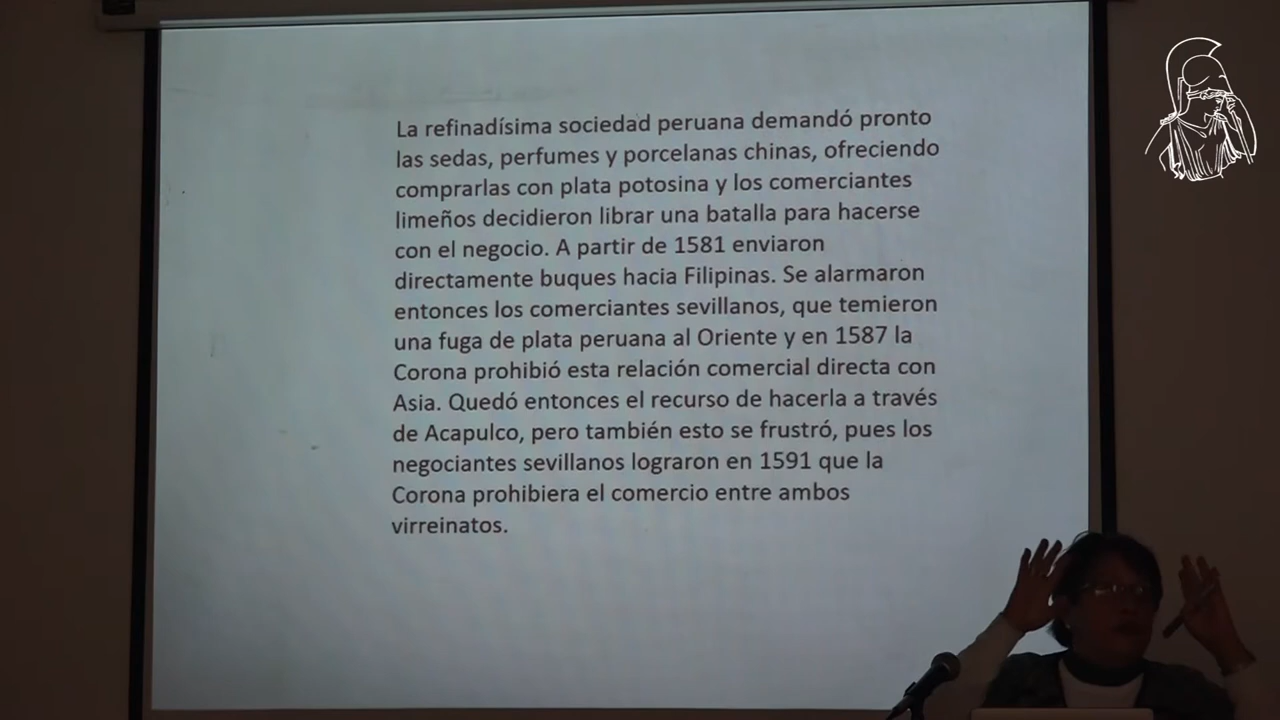 La refinadísima sociedad peruana demandó pronto
las sedas, perfumes y porcelanas chinas, ofreciendo
comprarlas con plata potosina y los comerciantes
limeños decidieron librar una batalla para hacerse
con el negocio. A partir de 1581 enviaron
directamente buques hacia Filipinas. Se alarmaron
entonces los comerciantes sevillanos, que temieron
una fuga de plata peruana al Oriente y en 1587 la
Corona prohibió esta relación comercial directa con
Asia. Quedó entonces el recurso de hacerla a través
de Acapulco, pero también esto se frustró, pues los
negociantes sevillanos lograron en 1591 que la
Corona prohibiera el comercio entre ambos
virreinatos.